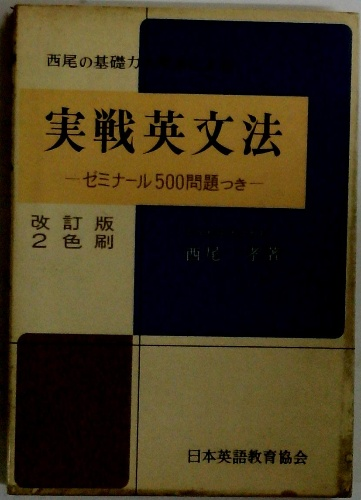 西尾の基礎力
実戦英文法
—ゼミナール500問題つき—
改訂版
2色刷
西尾 孝著
日本英語教育協会